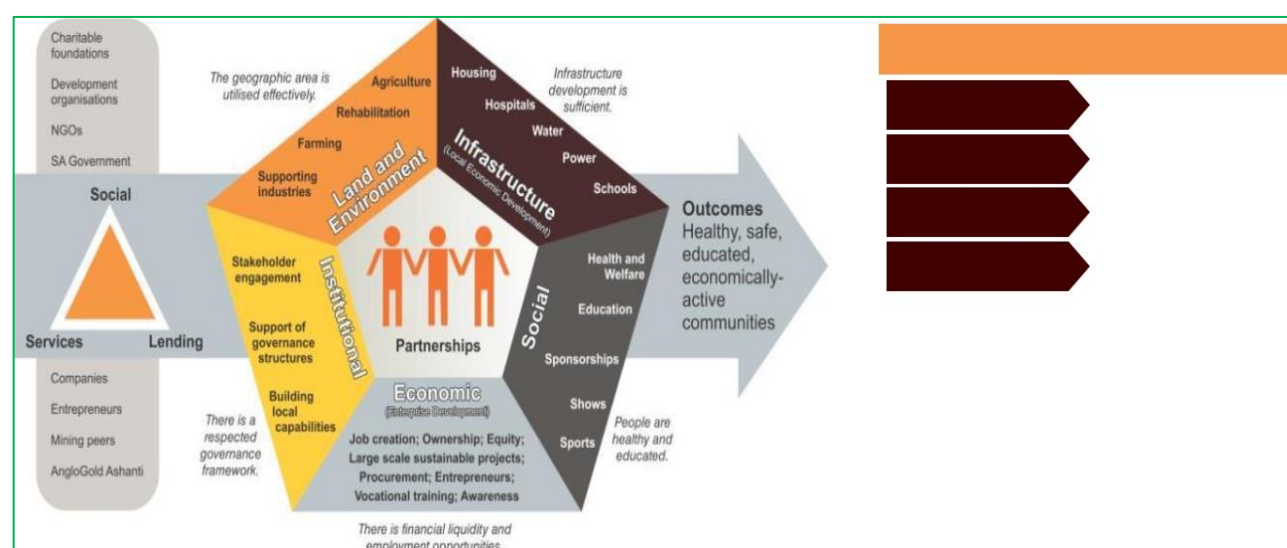 Charitable
foundations
Development
organisations
NGOs
SA Government
Social
Services
Lending
Companies
Entrepreneurs
Mining peers
AngloGold Ashanti
The geographic area is
utilised effectively.
Agriculture
Rehabilitation
Farming
Supporting
industries
Land and
Environment
Housing
Hospitals
Water
Power
Schools
Infrastructure
(Local Economic Development)
Infrastructure
development is
sufficient.
Stakeholder
engagement
Support of
governance
structures
Building
local
capabilities
Institutional
There is a
respected
governance
framework.
Partnerships
Social
Health and
Welfare
Education
Sponsorships
Shows
Sports
People are
healthy and
educated.
Economic
(Enterprise Development)
Job creation; Ownership; Equity;
Large scale sustainable projects;
Procurement; Entrepreneurs;
Vocational training; Awareness
There is financial liquidity and
employment opportunities
Outcomes
Healthy, safe,
educated,
economically-
active
communities